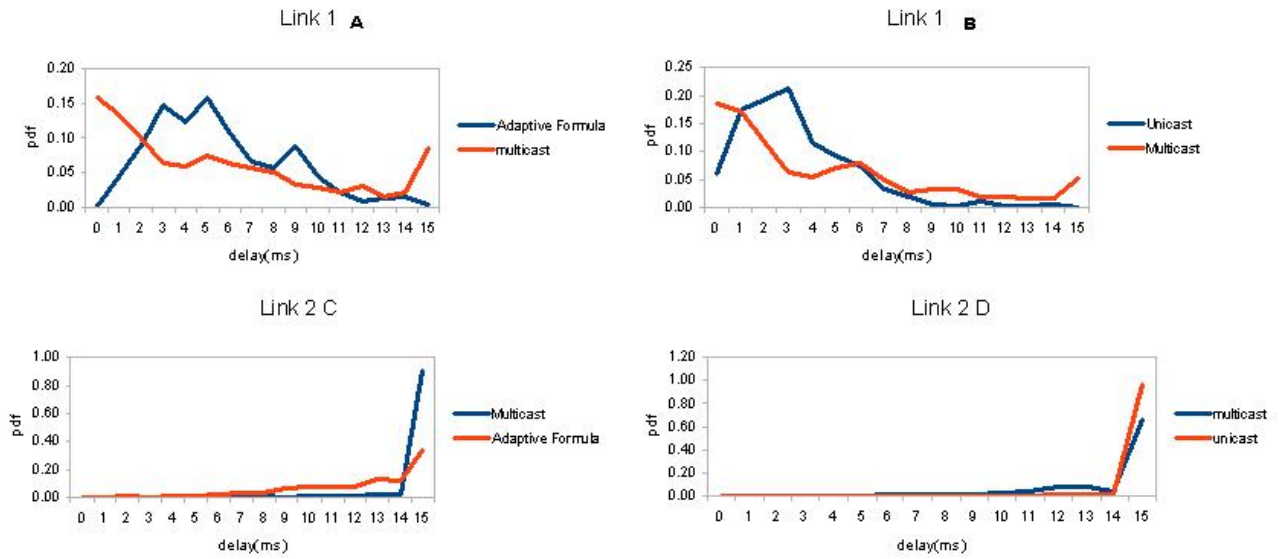 Link 1 A
0.20
0.15
0.10
0.05
0.00
pdf
0 1 2 3 4 5 6 7 8 9 10 11 12 13 14 15
delay(ms)
Adaptive Formula
multicast
Link 1 B
0.25
0.20
0.15
0.10
0.05
0.00
pdf
0 1 2 3 4 5 6 7 8 9 10 11 12 13 14 15
delay(ms)
Unicast
Multicast
Link 2 C
1.00
0.80
0.60
0.40
0.20
0.00
pdf
0 1 2 3 4 5 6 7 8 9 10 11 12 13 14 15
delay(ms)
Multicast
Adaptive Formula
Link 2 D
1.20
1.00
0.80
0.60
0.40
0.20
0.00
pdf
0 1 2 3 4 5 6 7 8 9 10 11 12 13 14 15
delay(ms)
multicast
unicast